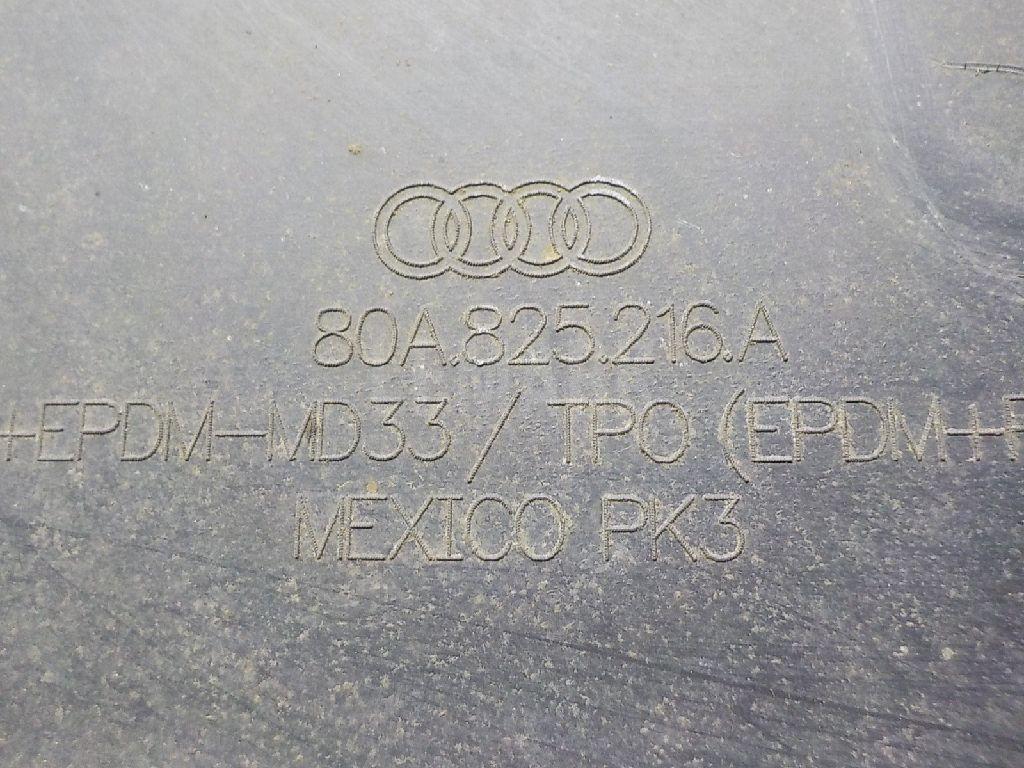 80A.825.216.A
+EPDM-MD33 / TPO (EPDM+P
MEXICO PK3